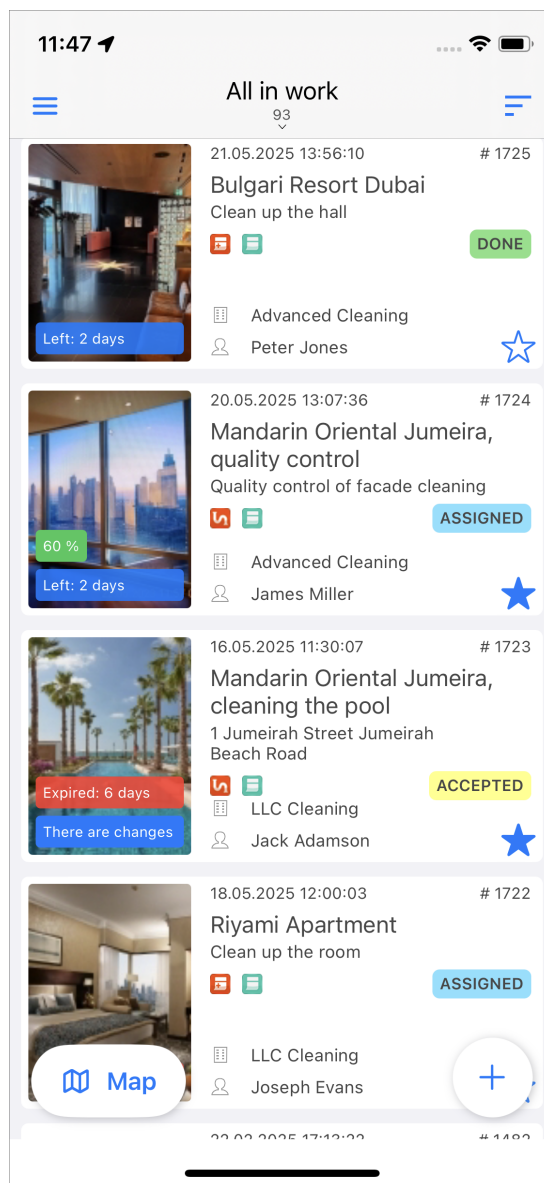 11:47
All in work
93
21.05.2025 13:56:10 # 1725
Bulgari Resort Dubai
Clean up the hall
DONE
Left: 2 days
Advanced Cleaning
Peter Jones
20.05.2025 13:07:36 # 1724
Mandarin Oriental Jumeira,
quality control
Quality control of facade cleaning
ASSIGNED
60 %
Left: 2 days
Advanced Cleaning
James Miller
16.05.2025 11:30:07 # 1723
Mandarin Oriental Jumeira,
cleaning the pool
1 Jumeirah Street Jumeirah
Beach Road
ACCEPTED
Expired: 6 days
There are changes
LLC Cleaning
Jack Adamson
18.05.2025 12:00:03 # 1722
Riyami Apartment
Clean up the room
ASSIGNED
LLC Cleaning
Joseph Evans
Map